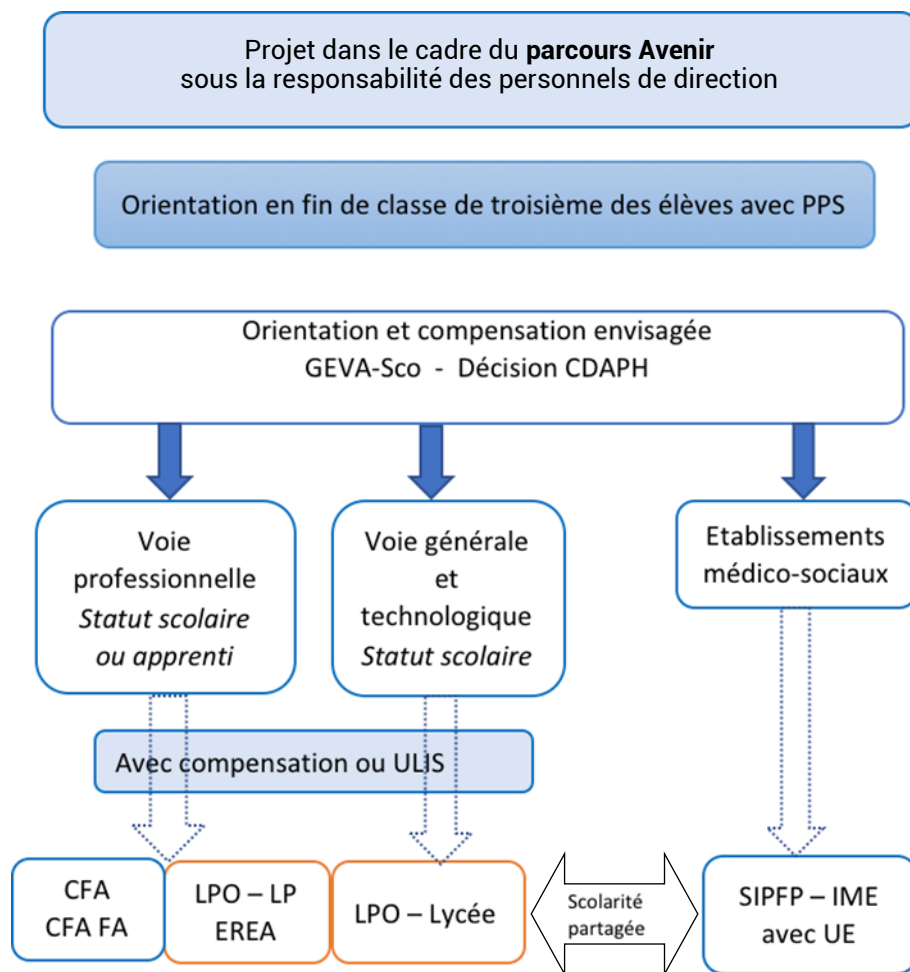 Projet dans le cadre du parcours Avenir
sous la responsabilité des personnels de direction
Orientation en fin de classe de troisième des élèves avec PPS
Orientation et compensation envisagée
GEVA-Sco - Décision CDAPH
Voie
professionnelle
Statut scolaire
ou apprenti
Voie générale
et
technologique
Statut scolaire
Etablissements
médico-sociaux
Avec compensation ou ULIS
CFA
CFA FA
LPO – LP
EREA
LPO – Lycée
Scolarité
partagée
SIPFP – IME
avec UE